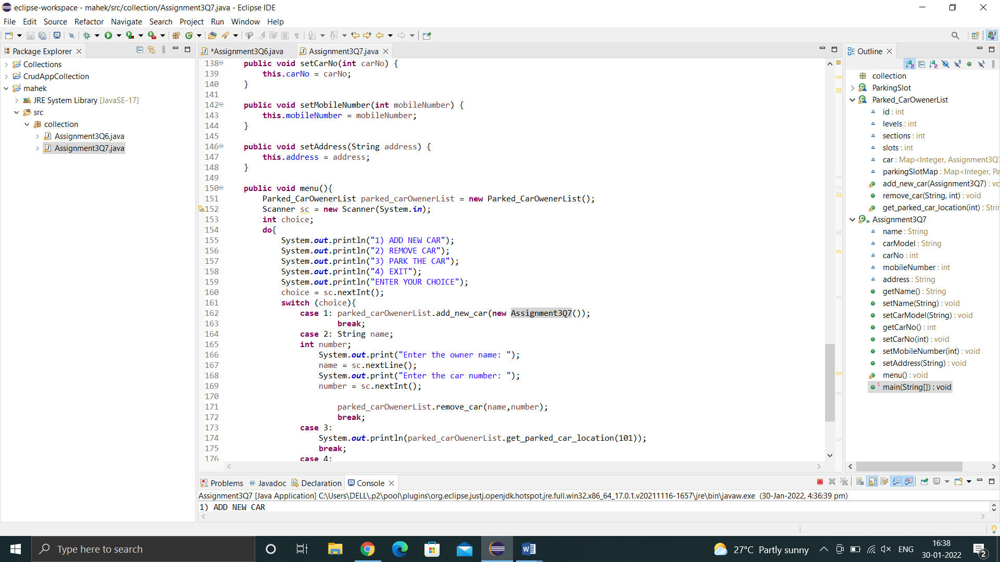 eclipse-workspace - mahek/src/collection/Assignment3Q7.java - Eclipse IDE
File Edit Source Refactor Navigate Search Project Run Window Help
Package Explorer
Collections
CrudAppCollection
mahek
JRE System Library [JavaSE-17]
src
collection
Assignment3Q6.java
Assignment3Q7.java
*Assignment3Q6.java Assignment3Q7.java
138 public void setCarNo(int carNo) {
139 this.carNo = carNo;
140 }
141
142 public void setMobileNumber(int mobileNumber) {
143 this.mobileNumber = mobileNumber;
144 }
145
146 public void setAddress(String address) {
147 this.address = address;
148 }
149
150 public void menu(){
151 Parked_CarOwenerList parked_carOwenerList = new Parked_CarOwenerList();
152 Scanner sc = new Scanner(System.in);
153 int choice;
154 do{
155 System.out.println("1) ADD NEW CAR");
156 System.out.println("2) REMOVE CAR");
157 System.out.println("3) PARK THE CAR");
158 System.out.println("4) EXIT");
159 System.out.println("ENTER YOUR CHOICE");
160 choice = sc.nextInt();
161 switch (choice){
162 case 1: parked_carOwenerList.add_new_car(new Assignment3Q7());
163 break;
164 case 2: String name;
165 int number;
166 System.out.print("Enter the owner name: ");
167 name = sc.nextLine();
168 System.out.print("Enter the car number: ");
169 number = sc.nextInt();
170
171 parked_carOwenerList.remove_car(name,number);
172 break;
173 case 3:
174 System.out.println(parked_carOwenerList.get_parked_car_location(101));
175 break;
176 case 4:
Outline
collection
ParkingSlot
Parked_CarOwenerList
id : int
levels : int
sections : int
slots : int
car : Map<Integer, Assignment3Q7
parkingSlotMap : Map<Integer, Pa
add_new_car(Assignment3Q7) : vo
remove_car(String, int) : void
get_parked_car_location(int) : Strin
Assignment3Q7
name : String
carModel : String
carNo : int
mobileNumber : int
address : String
getName() : String
setName(String) : void
setCarModel(String) : void
getCarNo() : int
setCarNo(int) : void
setMobileNumber(int) : void
setAddress(String) : void
menu() : void
main(String[]) : void
Problems Javadoc Declaration Console
Assignment3Q7 [Java Application] C:\Users\DELL\.p2\pool\plugins\org.eclipse.justj.openjdk.hotspot.jre.full.win32.x86_64_17.0.1.v20211116-1657\jre\bin\javaw.exe (30-Jan-2022, 4:36:39 pm)
1) ADD NEW CAR
Type here to search
27°C Partly sunny
ENG
16:38
30-01-2022
2